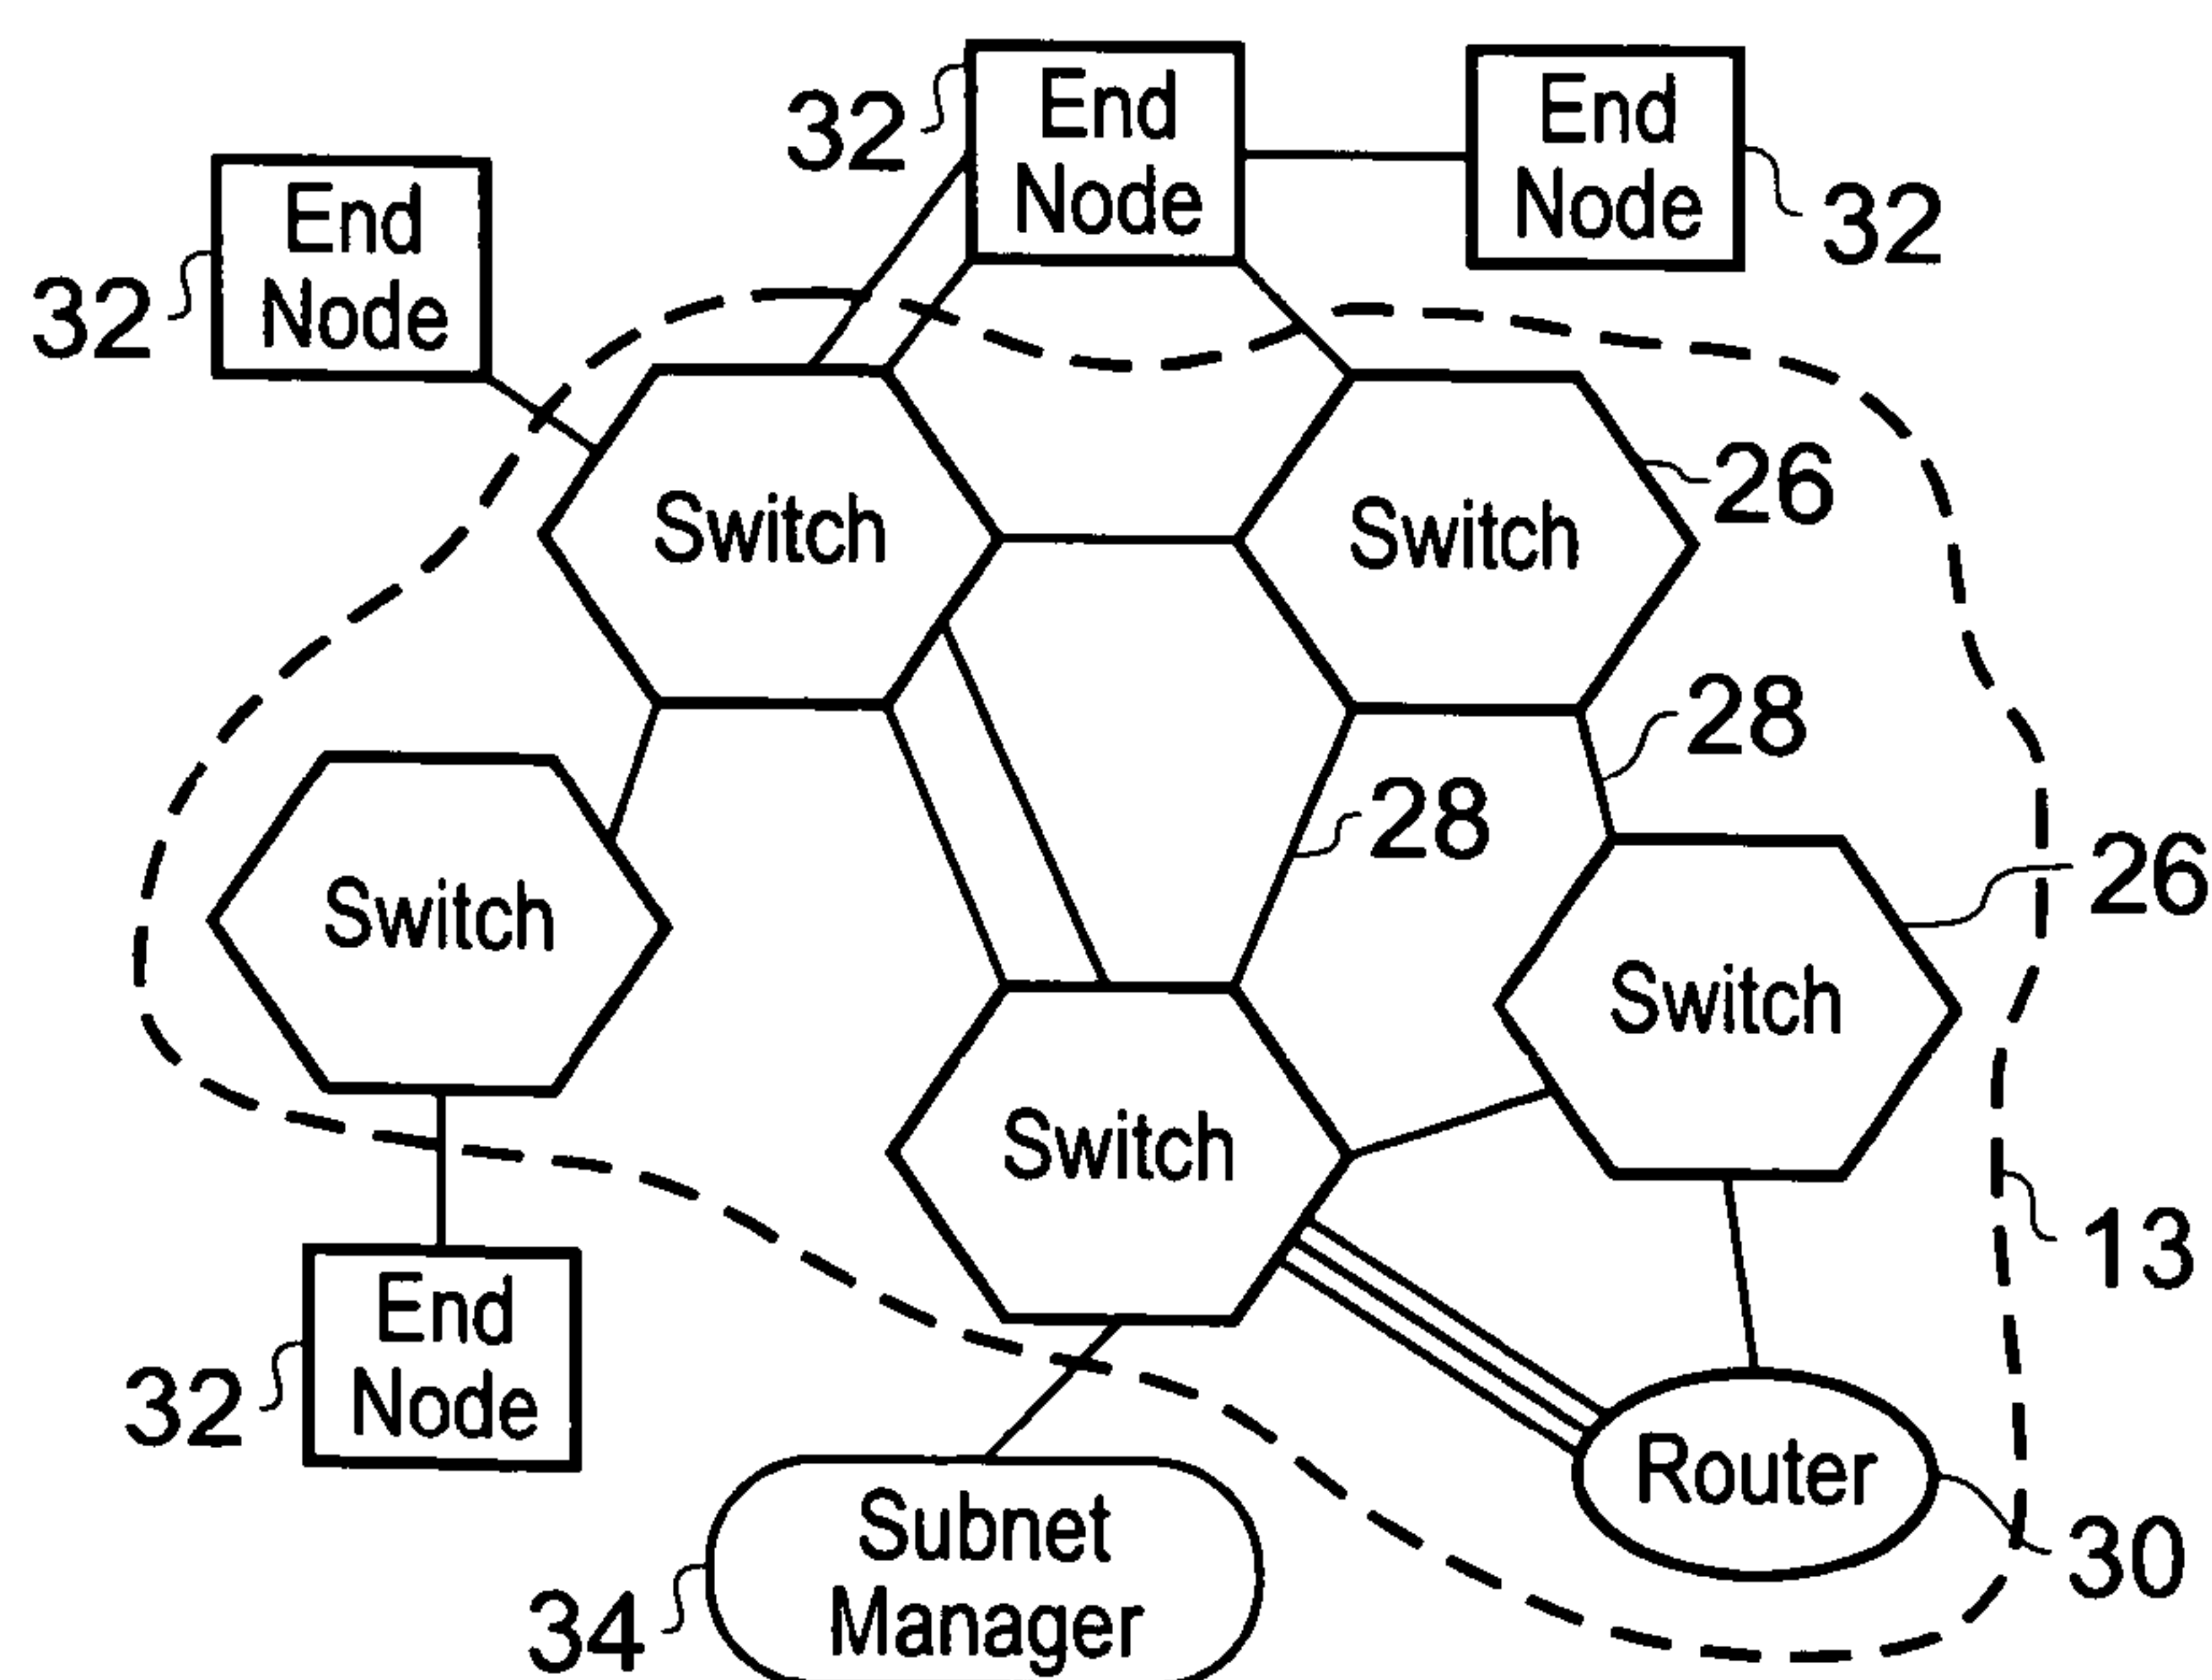 End
Node
32
End
Node
32
End
Node
32
Switch
Switch
26
28
28
Switch
26
Switch
Switch
13
End
Node
32
Router
30
Subnet
Manager
34